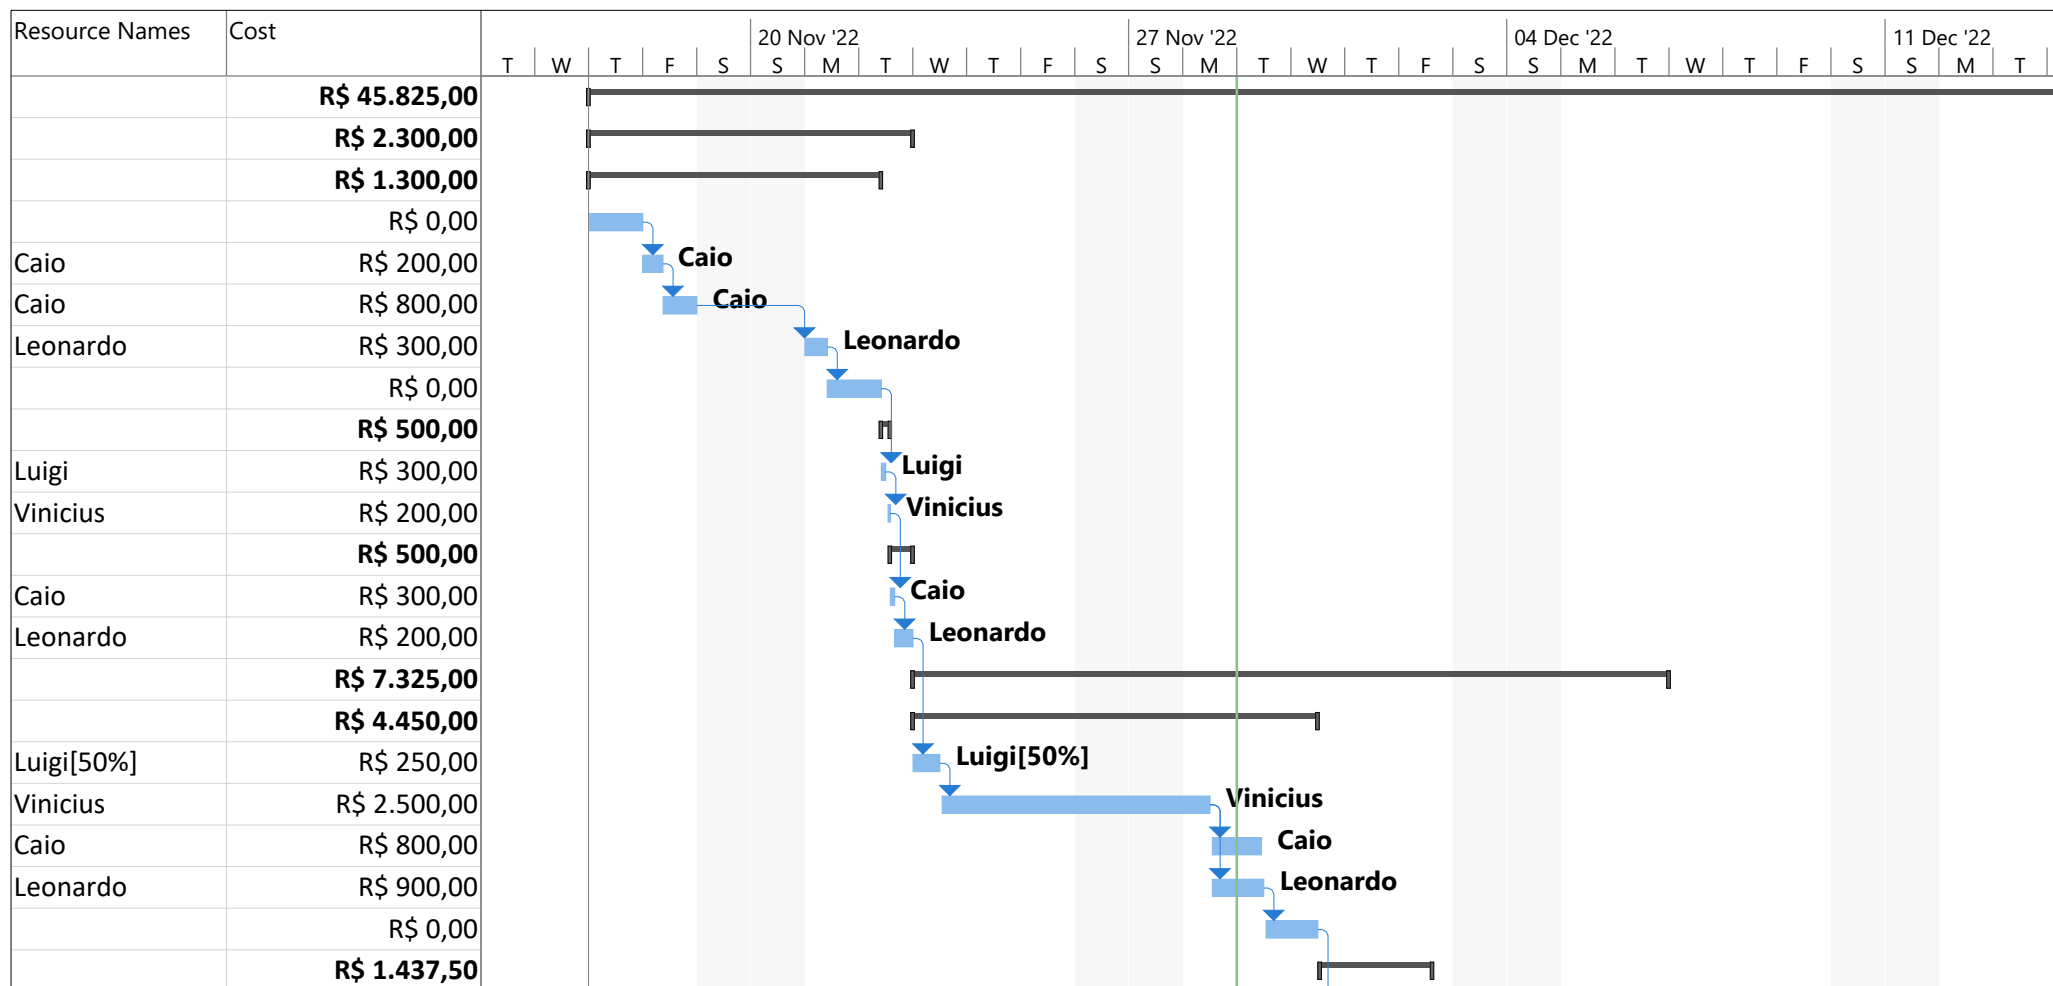 Resource Names Cost 20 Nov '22 27 Nov '22 04 Dec '22 11 Dec '22
T W T F S S M T W T F S S M T W T F S S M T W T F S S M T
R$ 45.825,00
R$ 2.300,00
R$ 1.300,00
R$ 0,00
Caio R$ 200,00 Caio
Caio R$ 800,00 Caio
Leonardo R$ 300,00 Leonardo
R$ 0,00
R$ 500,00
Luigi R$ 300,00 Luigi
Vinicius R$ 200,00 Vinicius
R$ 500,00
Caio R$ 300,00 Caio
Leonardo R$ 200,00 Leonardo
R$ 7.325,00
R$ 4.450,00
Luigi[50%] R$ 250,00 Luigi[50%]
Vinicius R$ 2.500,00 Vinicius
Caio R$ 800,00 Caio
Leonardo R$ 900,00 Leonardo
R$ 0,00
R$ 1.437,50